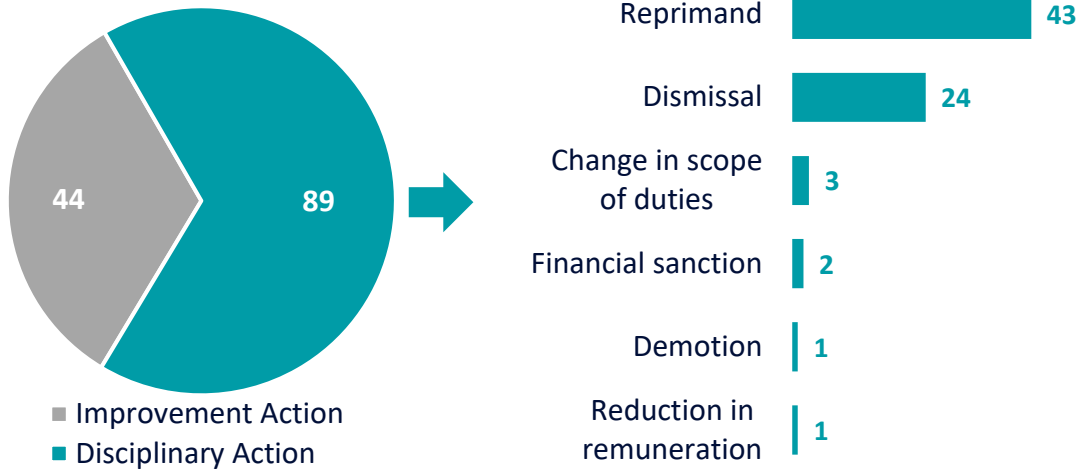 44
89
Improvement Action
Disciplinary Action
Reprimand
43
Dismissal
24
Change in scope
of duties
3
Financial sanction
2
Demotion
1
Reduction in
remuneration
1